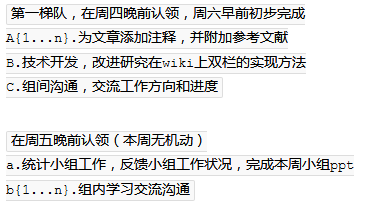 第一梯队，在周四晚前认领，周六早前初步完成
A{1...n}.为文章添加注释，并附加参考文献
B.技术开发，改进研究在wiki上双栏的实现方法
C.组间沟通，交流工作方向和进度
在周五晚前认领（本周无机动）
a.统计小组工作，反馈小组工作状况，完成本周小组ppt
b{1...n}.组内学习交流沟通